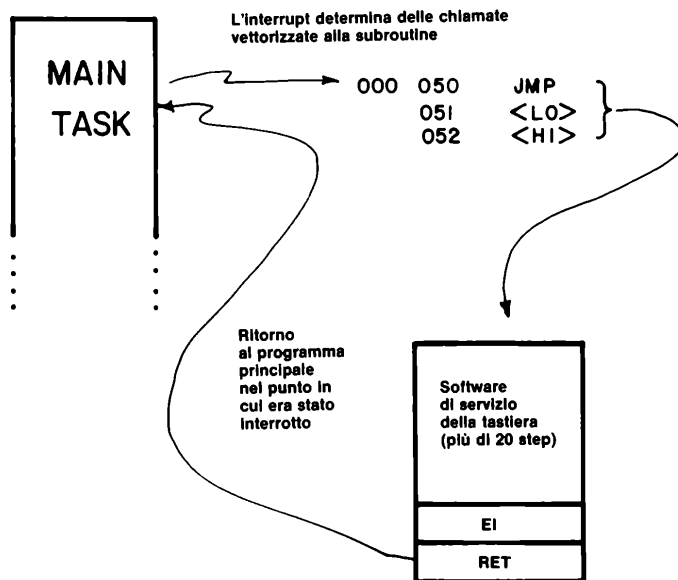 L'interrupt determina delle chiamate
vettorizzate alla subroutine
MAIN
TASK
000 050 JMP
051 <LO>
052 <HI>
Ritorno
al programma
principale
nel punto in
cui era stato
interrotto
Software
di servizio
della tastiera
(più di 20 step)
EI
RET